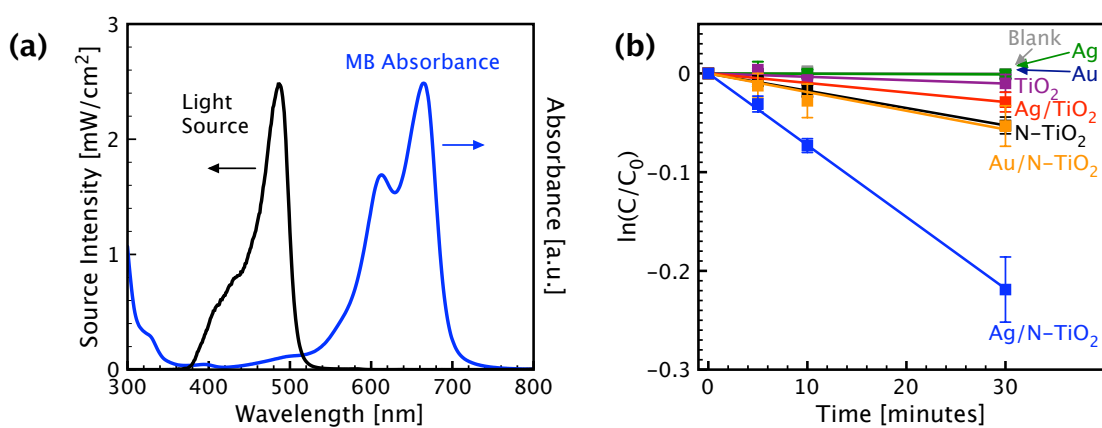 (a)
3
2
1
0
Source Intensity [mW/cm²]
Light
Source
MB Absorbance
Absorbance [a.u.]
300 400 500 600 700 800
Wavelength [nm]
(b)
0
-0.1
-0.2
-0.3
ln(C/C₀)
Blank
Ag
Au
TiO₂
Ag/TiO₂
N-TiO₂
Au/N-TiO₂
Ag/N-TiO₂
0 10 20 30
Time [minutes]